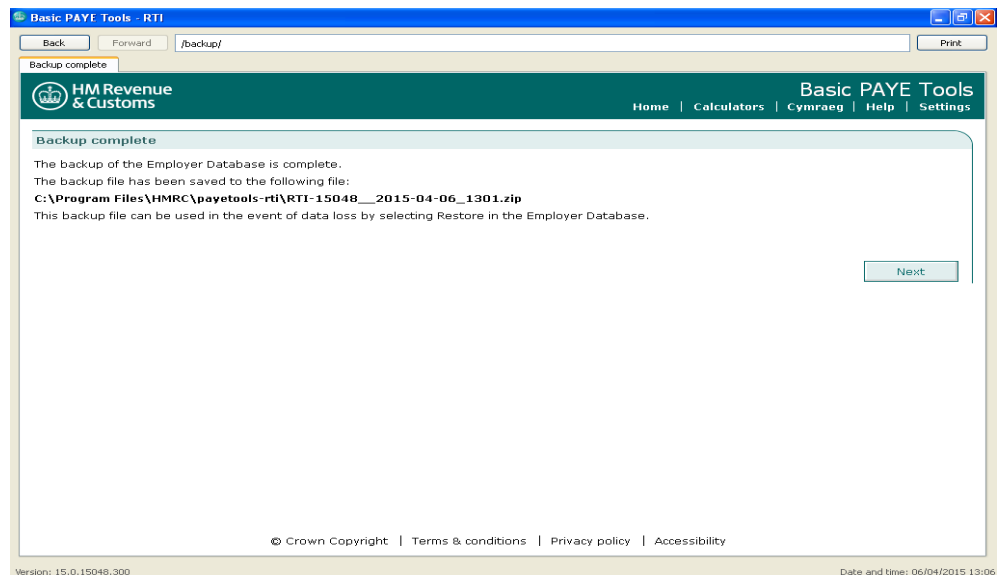 Basic PAYE Tools - RTI
Back Forward /backup/ Print
Backup complete
HM Revenue
& Customs
Basic PAYE Tools
Home | Calculators | Cymraeg | Help | Settings
Backup complete
The backup of the Employer Database is complete.
The backup file has been saved to the following file:
C:\Program Files\HMRC\payetools-rti\RTI-15048__2015-04-06_1301.zip
This backup file can be used in the event of data loss by selecting Restore in the Employer Database.
Next
© Crown Copyright | Terms & conditions | Privacy policy | Accessibility
Version: 15.0.15048.300 Date and time: 06/04/2015 13:06